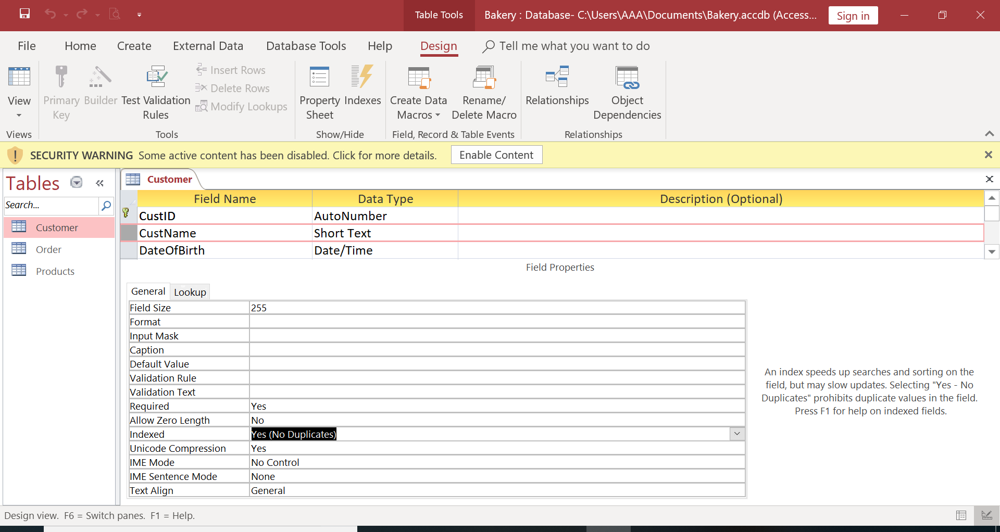 Table Tools
Bakery : Database- C:\Users\AAA\Documents\Bakery.accdb (Access...
Sign in
File Home Create External Data Database Tools Help Design Tell me what you want to do
View
Primary Key
Builder
Test Validation Rules
Insert Rows
Delete Rows
Modify Lookups
Property Sheet
Indexes
Create Data Macros
Rename/ Delete Macro
Relationships
Object Dependencies
Views Tools Show/Hide Field, Record & Table Events Relationships
SECURITY WARNING Some active content has been disabled. Click for more details. Enable Content
Tables
Search...
Customer
Order
Products
Customer
Field Name Data Type Description (Optional)
CustID AutoNumber
CustName Short Text
DateOfBirth Date/Time
Field Properties
General Lookup
Field Size 255
Format
Input Mask
Caption
Default Value
Validation Rule
Validation Text
Required Yes
Allow Zero Length No
Indexed Yes (No Duplicates)
Unicode Compression Yes
IME Mode No Control
IME Sentence Mode None
Text Align General
An index speeds up searches and sorting on the
field, but may slow updates. Selecting "Yes - No
Duplicates" prohibits duplicate values in the field.
Press F1 for help on indexed fields.
Design view. F6 = Switch panes. F1 = Help.